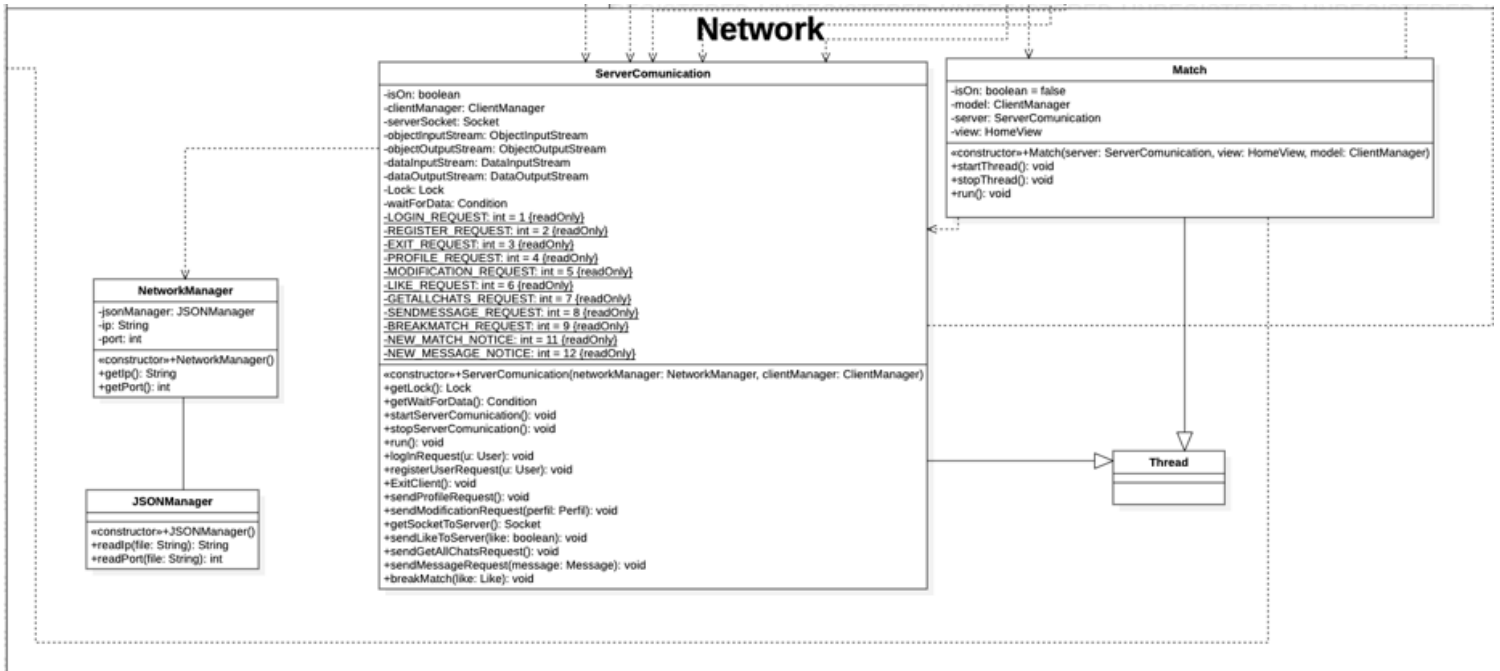 Network
ServerComunication
-isOn: boolean
-clientManager: ClientManager
-serverSocket: Socket
-objectInputStream: ObjectInputStream
-objectOutputStream: ObjectOutputStream
-dataInputStream: DataInputStream
-dataOutputStream: DataOutputStream
-Lock: Lock
-waitForData: Condition
-LOGIN_REQUEST: int = 1 {readOnly}
-REGISTER_REQUEST: int = 2 {readOnly}
-EXIT_REQUEST: int = 3 {readOnly}
-PROFILE_REQUEST: int = 4 {readOnly}
-MODIFICATION_REQUEST: int = 5 {readOnly}
-LIKE_REQUEST: int = 6 {readOnly}
-GETALLCHATS_REQUEST: int = 7 {readOnly}
-SENDMESSAGE_REQUEST: int = 8 {readOnly}
-BREAKMATCH_REQUEST: int = 9 {readOnly}
-NEW_MATCH_NOTICE: int = 11 {readOnly}
-NEW_MESSAGE_NOTICE: int = 12 {readOnly}
«constructor»+ServerComunication(networkManager: NetworkManager, clientManager: ClientManager)
+getLock(): Lock
+getWaitForData(): Condition
+startServerComunication(): void
+stopServerComunication(): void
+run(): void
+logInRequest(u: User): void
+registerUserRequest(u: User): void
+ExitClient(): void
+sendProfileRequest(): void
+sendModificationRequest(perfil: Perfil): void
+getSocketToServer(): Socket
+sendLikeToServer(like: boolean): void
+sendGetAllChatsRequest(): void
+sendMessageRequest(message: Message): void
+breakMatch(like: Like): void
Match
-isOn: boolean = false
-model: ClientManager
-server: ServerComunication
-view: HomeView
«constructor»+Match(server: ServerComunication, view: HomeView, model: ClientManager)
+startThread(): void
+stopThread(): void
+run(): void
NetworkManager
-jsonManager: JSONManager
-ip: String
-port: int
«constructor»+NetworkManager()
+getIp(): String
+getPort(): int
JSONManager
«constructor»+JSONManager()
+readIp(file: String): String
+readPort(file: String): int
Thread